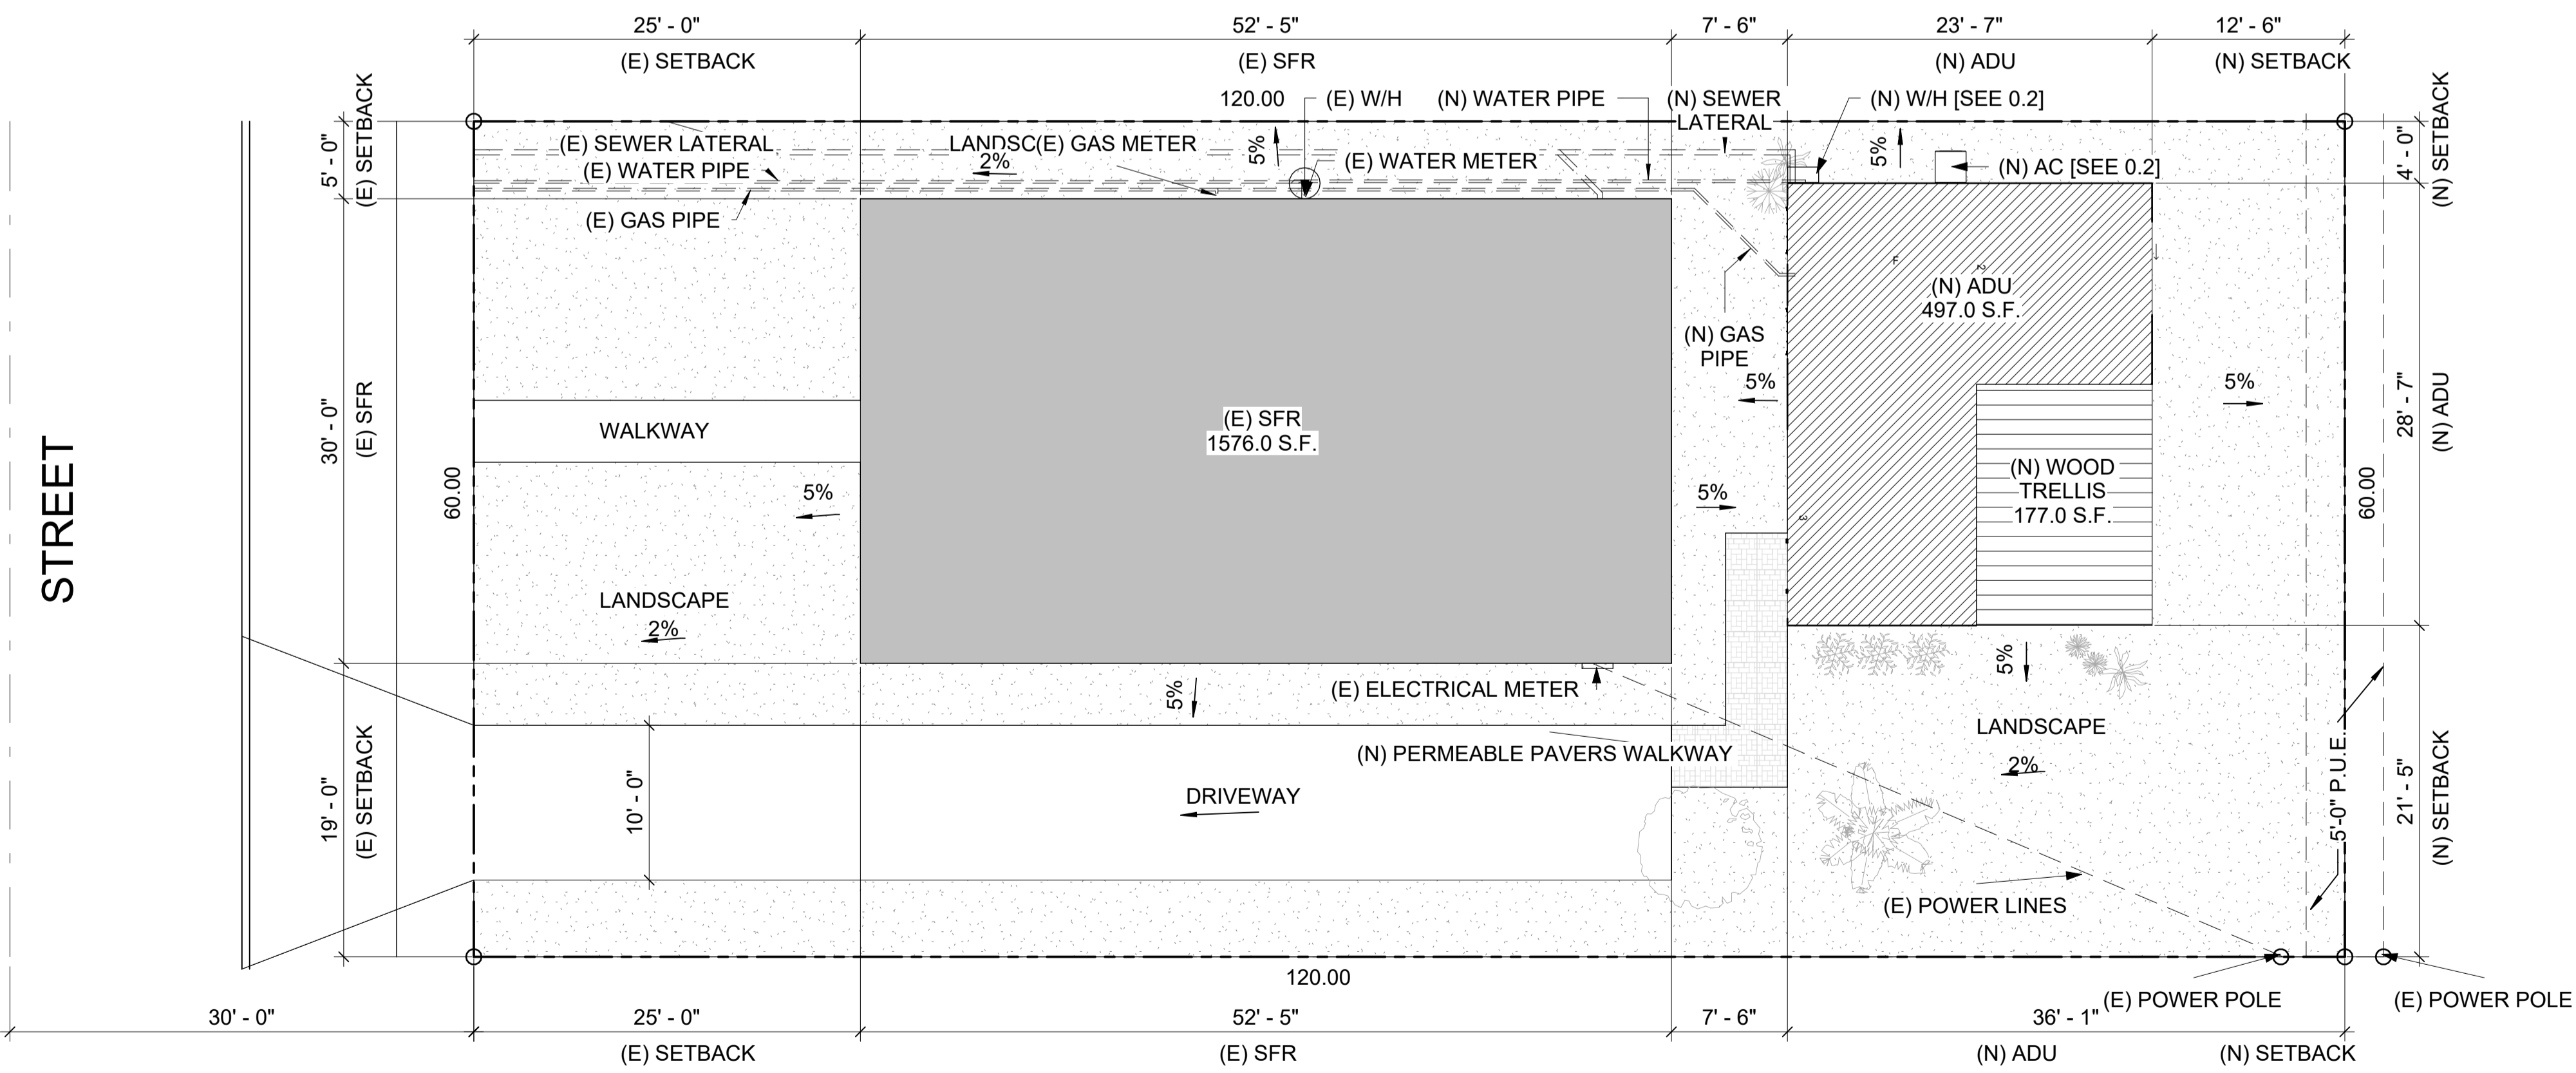 25' - 0"
52' - 5"
7' - 6"
23' - 7"
12' - 6"
(E) SETBACK
(E) SFR
(N) ADU
(N) SETBACK
120.00
(E) W/H
(N) WATER PIPE
(N) SEWER
LATERAL
(N) W/H [SEE 0.2]
(E) SEWER LATERAL
LANDSC(E) GAS METER
2%
5%
(E) WATER METER
5%
(N) AC [SEE 0.2]
(E) WATER PIPE
(E) GAS PIPE
5' - 0"
(E) SETBACK
4' - 0"
(N) SETBACK
F
2
(N) ADU
497.0 S.F.
(N) GAS
PIPE
5%
5%
30' - 0"
(E) SFR
28' - 7"
(N) ADU
WALKWAY
(E) SFR
1576.0 S.F.
STREET
60.00
5%
5%
3
(N) WOOD
TRELLIS
177.0 S.F.
60.00
LANDSCAPE
2%
5%
(E) ELECTRICAL METER
5%
LANDSCAPE
2%
(N) PERMEABLE PAVERS WALKWAY
19' - 0"
(E) SETBACK
10' - 0"
DRIVEWAY
5'-0" P.U.E.
21' - 5"
(N) SETBACK
(E) POWER LINES
120.00
(E) POWER POLE
(E) POWER POLE
30' - 0"
25' - 0"
52' - 5"
7' - 6"
36' - 1"
(E) SETBACK
(E) SFR
(N) ADU
(N) SETBACK